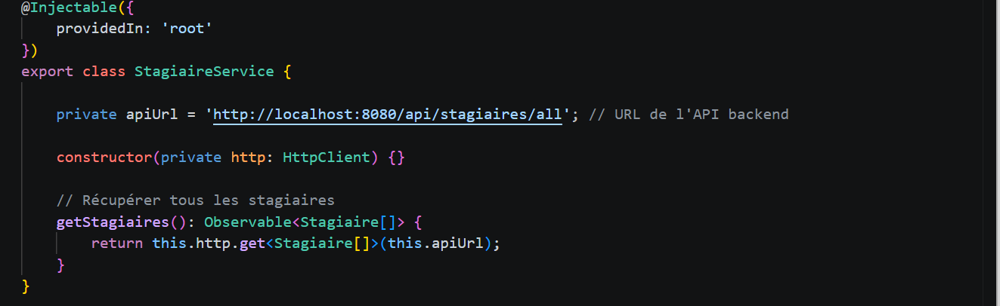 @Injectable({
    providedIn: 'root'
})
export class StagiaireService {
    private apiUrl = 'http://localhost:8080/api/stagiaires/all'; // URL de l'API backend
    constructor(private http: HttpClient) {}
    // Récupérer tous les stagiaires
    getStagiaires(): Observable<Stagiaire[]> {
        return this.http.get<Stagiaire[]>(this.apiUrl);
    }
}